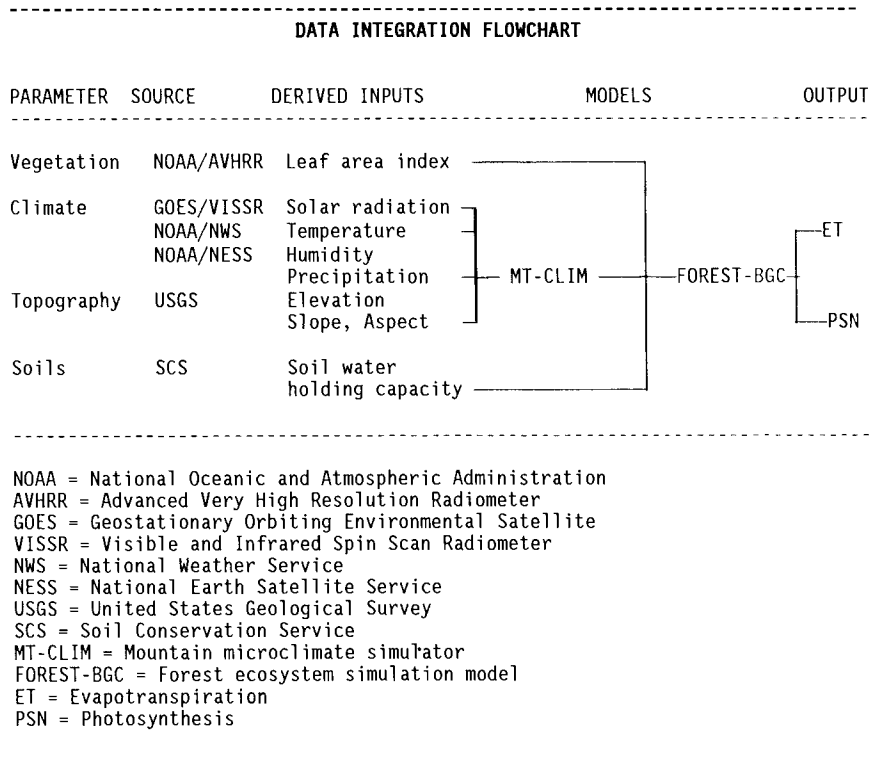 DATA INTEGRATION FLOWCHART
PARAMETER SOURCE DERIVED INPUTS MODELS OUTPUT
Vegetation NOAA/AVHRR Leaf area index
Climate GOES/VISSR Solar radiation
NOAA/NWS Temperature ET
NOAA/NESS Humidity
Precipitation MT-CLIM FOREST-BGC
Topography USGS Elevation
Slope, Aspect PSN
Soils SCS Soil water
holding capacity
NOAA = National Oceanic and Atmospheric Administration
AVHRR = Advanced Very High Resolution Radiometer
GOES = Geostationary Orbiting Environmental Satellite
VISSR = Visible and Infrared Spin Scan Radiometer
NWS = National Weather Service
NESS = National Earth Satellite Service
USGS = United States Geological Survey
SCS = Soil Conservation Service
MT-CLIM = Mountain microclimate simulator
FOREST-BGC = Forest ecosystem simulation model
ET = Evapotranspiration
PSN = Photosynthesis